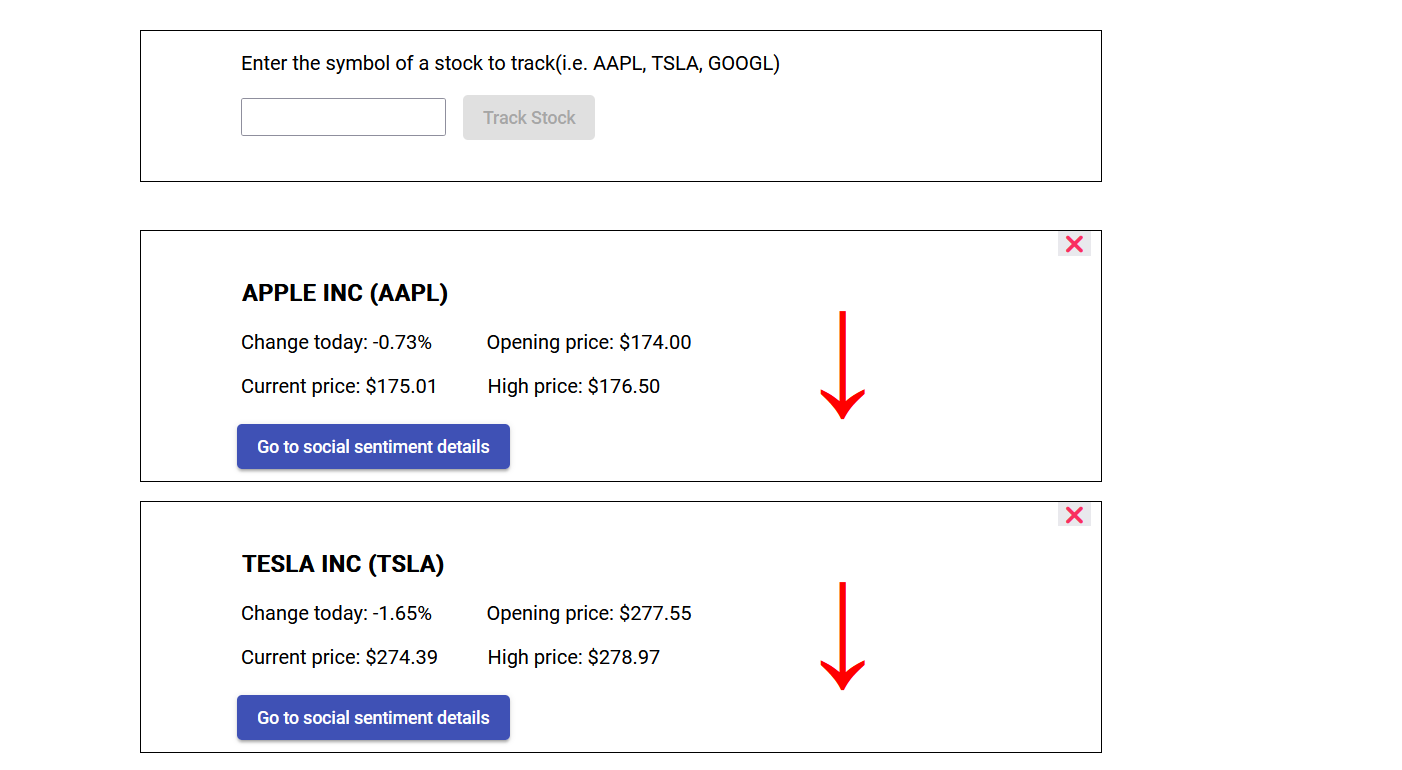 Enter the symbol of a stock to track(i.e. AAPL, TSLA, GOOGL)
Track Stock
APPLE INC (AAPL)
Change today: -0.73% Opening price: $174.00
Current price: $175.01 High price: $176.50
Go to social sentiment details
TESLA INC (TSLA)
Change today: -1.65% Opening price: $277.55
Current price: $274.39 High price: $278.97
Go to social sentiment details